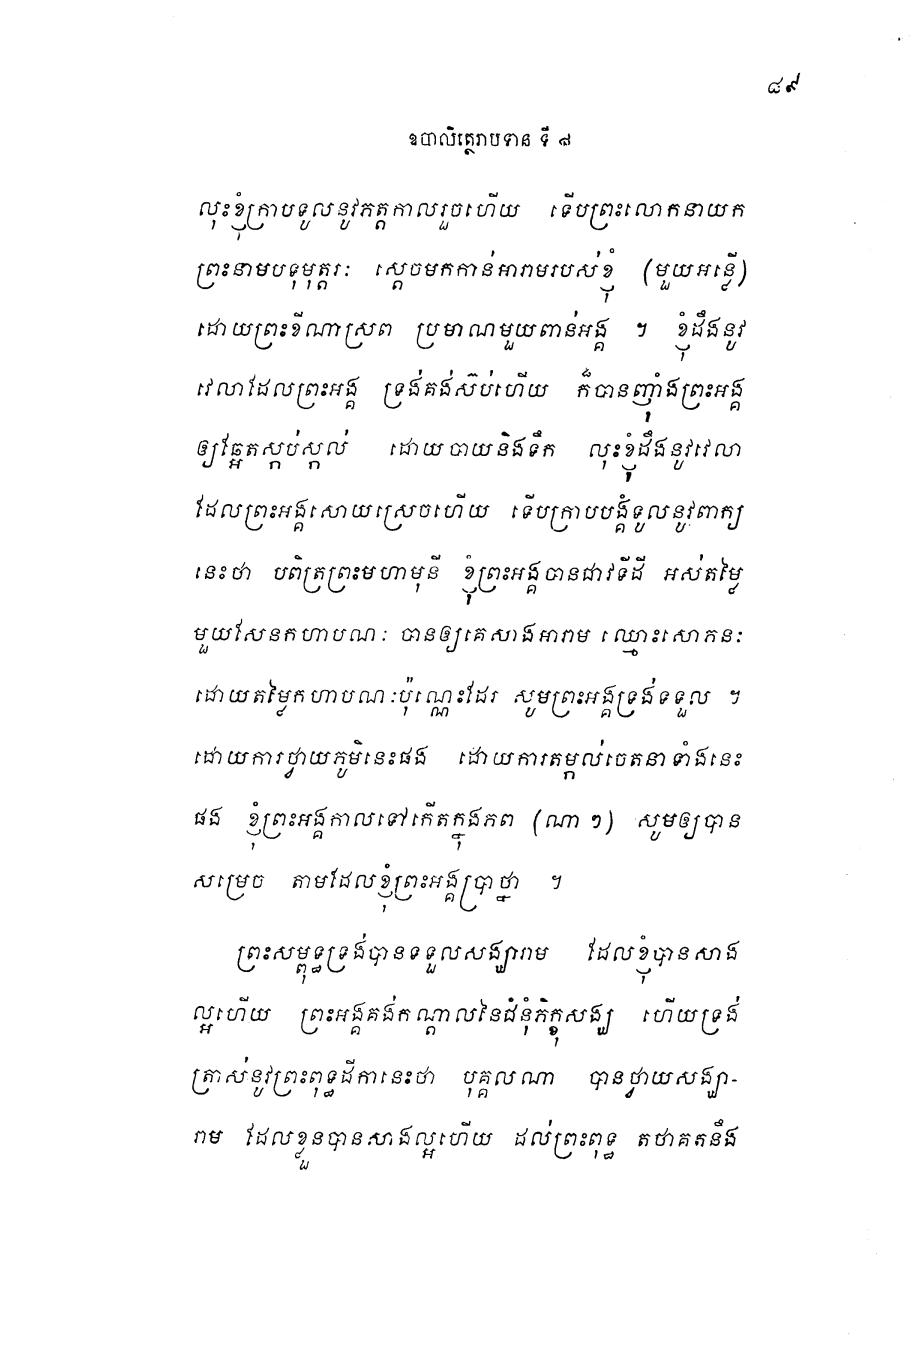 ៨៩
ឧបាលិត្ថេរាបទាន ទី ៨
លុះខ្ញុំក្រាបទូលនូវភត្តកាលរួចហើយ ទើបព្រះលោកនាយក
ព្រះនាមបទុមុត្តរៈ ស្តេចមកកាន់អារាមរបស់ខ្ញុំ (មួយអន្លើ)
ដោយព្រះខីណាស្រព ប្រមាណមួយពាន់អង្គ ។ ខ្ញុំដឹងនូវ
វេលាដែលព្រះអង្គ ទ្រង់គង់ស៊ប់ហើយ ក៏បានញ៉ាំងព្រះអង្គ
ឲ្យឆ្អែតស្កប់ស្កល់ ដោយបាយនិងទឹក លុះខ្ញុំដឹងនូវវេលា
ដែលព្រះអង្គសោយស្រេចហើយ ទើបក្រាបបង្គំទូលនូវពាក្យ
នេះថា បពិត្រព្រះមហាមុនី ខ្ញុំព្រះអង្គបានជាវទីដី អស់តម្លៃ
មួយសែនកហាបណៈ បានឲ្យគេសាងអារាម ឈ្មោះសោភនៈ
ដោយតម្លៃកហាបណៈប៉ុណ្ណេះដែរ សូមព្រះអង្គទ្រង់ទទួល ។
ដោយការថ្វាយភូមិនេះផង ដោយការតម្កល់ចេតនាទាំងនេះ
ផង ខ្ញុំព្រះអង្គកាលទៅកើតក្នុងភព (ណា ៗ) សូមឲ្យបាន
សម្រេច តាមដែលខ្ញុំព្រះអង្គប្រាថ្នា ។
ព្រះសម្ពុទ្ធទ្រង់បានទទួលសង្ឃារាម ដែលខ្ញុំបានសាង
ល្អហើយ ព្រះអង្គគង់កណ្តាលនៃជំនុំភិក្ខុសង្ឃ ហើយទ្រង់
ត្រាស់នូវព្រះពុទ្ធដីកានេះថា បុគ្គលណា បានថ្វាយសង្ឃា-
រាម ដែលខ្លួនបានសាងល្អហើយ ដល់ព្រះពុទ្ធ តថាគតនឹង